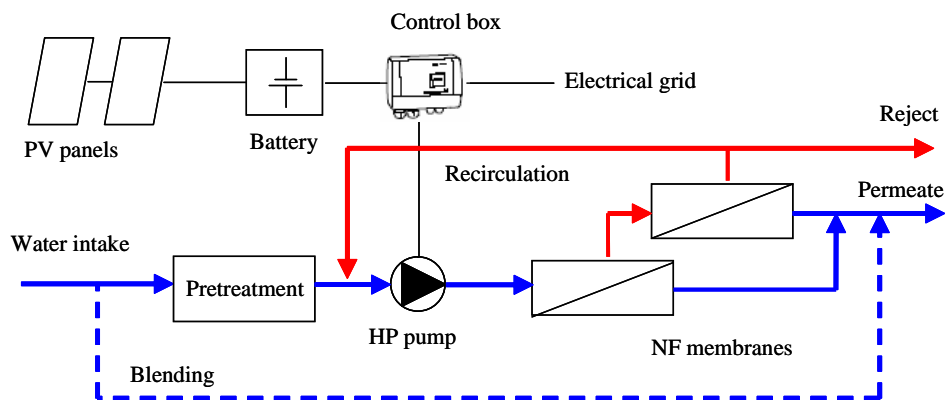 Control box
Electrical grid
PV panels
Battery
Reject
Recirculation
Permeate
Water intake
Pretreatment
HP pump
NF membranes
Blending